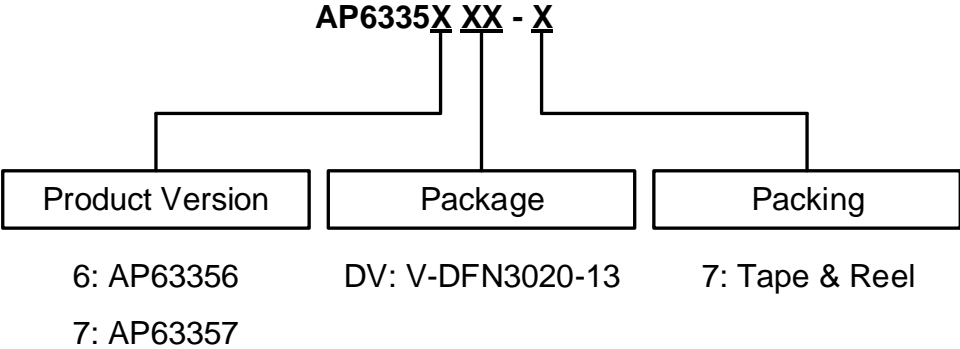 AP6335X XX - X
Product Version
Package
Packing
6: AP63356
DV: V-DFN3020-13
7: Tape & Reel
7: AP63357